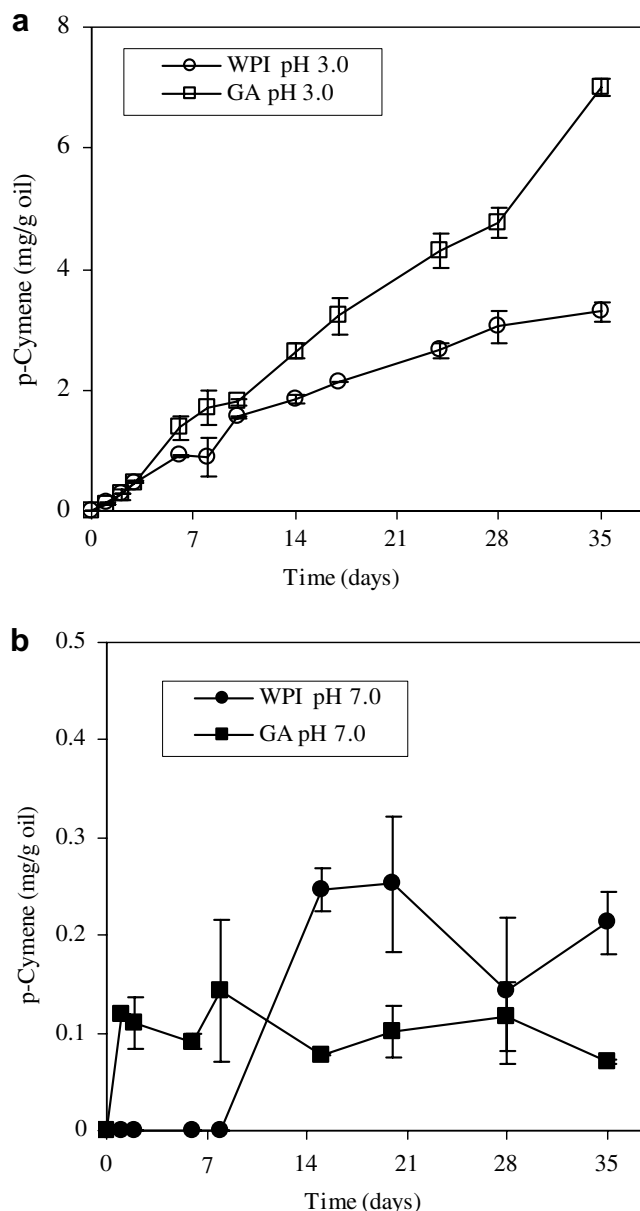 a
8
WPI pH 3.0
GA pH 3.0
6
p-Cymene (mg/g oil)
4
2
0
0 7 14 21 28 35
Time (days)
b
0.5
WPI pH 7.0
GA pH 7.0
0.4
p-Cymene (mg/g oil)
0.3
0.2
0.1
0
0 7 14 21 28 35
Time (days)